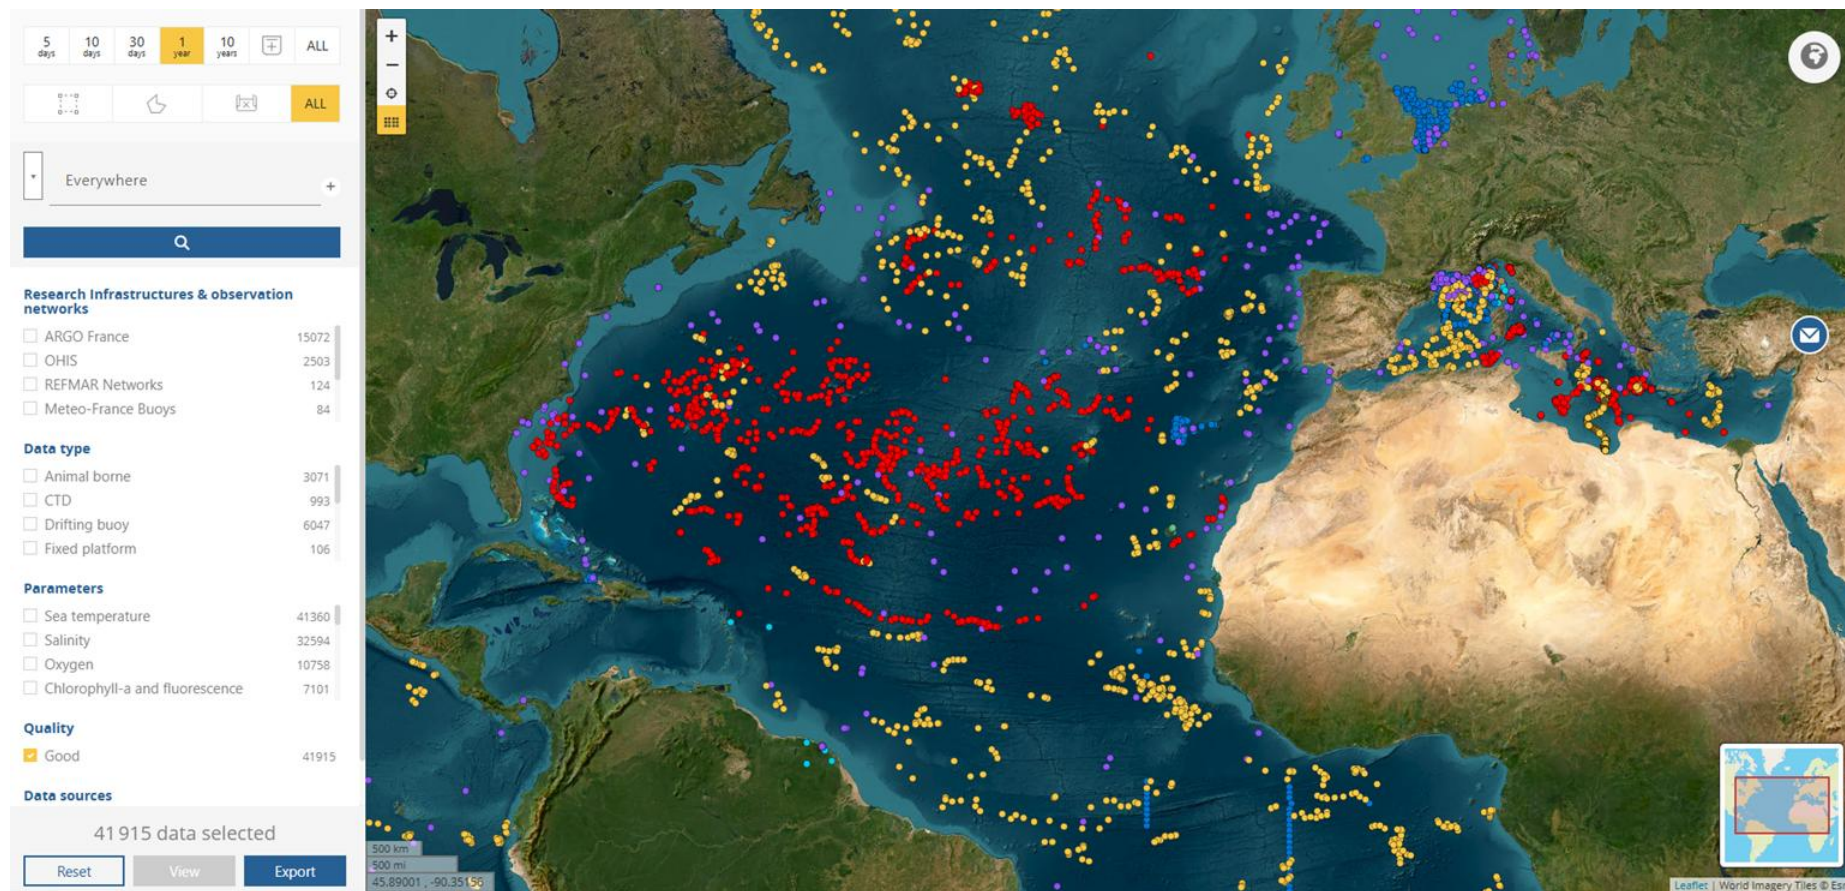 5 days
10 days
30 days
1 year
10 years
ALL
ALL
Everywhere
+
Research Infrastructures & observation
networks
ARGO France 15072
OHIS 2503
REFMAR Networks 124
Meteo-France Buoys 84
Data type
Animal borne 3071
CTD 993
Drifting buoy 6047
Fixed platform 106
Parameters
Sea temperature 41360
Salinity 32594
Oxygen 10758
Chlorophyll-a and fluorescence 7101
Quality
Good 41915
Data sources
41 915 data selected
Reset View Export
+
−
500 km
500 mi
45.89001 , -90.35156
Leaflet | World Imagery Tiles ©